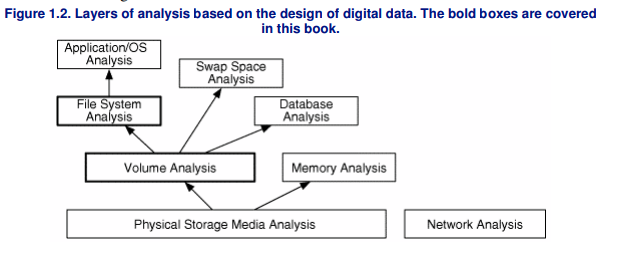 Figure 1.2. Layers of analysis based on the design of digital data. The bold boxes are covered
in this book.
Application/OS
Analysis
Swap Space
Analysis
File System
Analysis
Database
Analysis
Volume Analysis
Memory Analysis
Physical Storage Media Analysis
Network Analysis